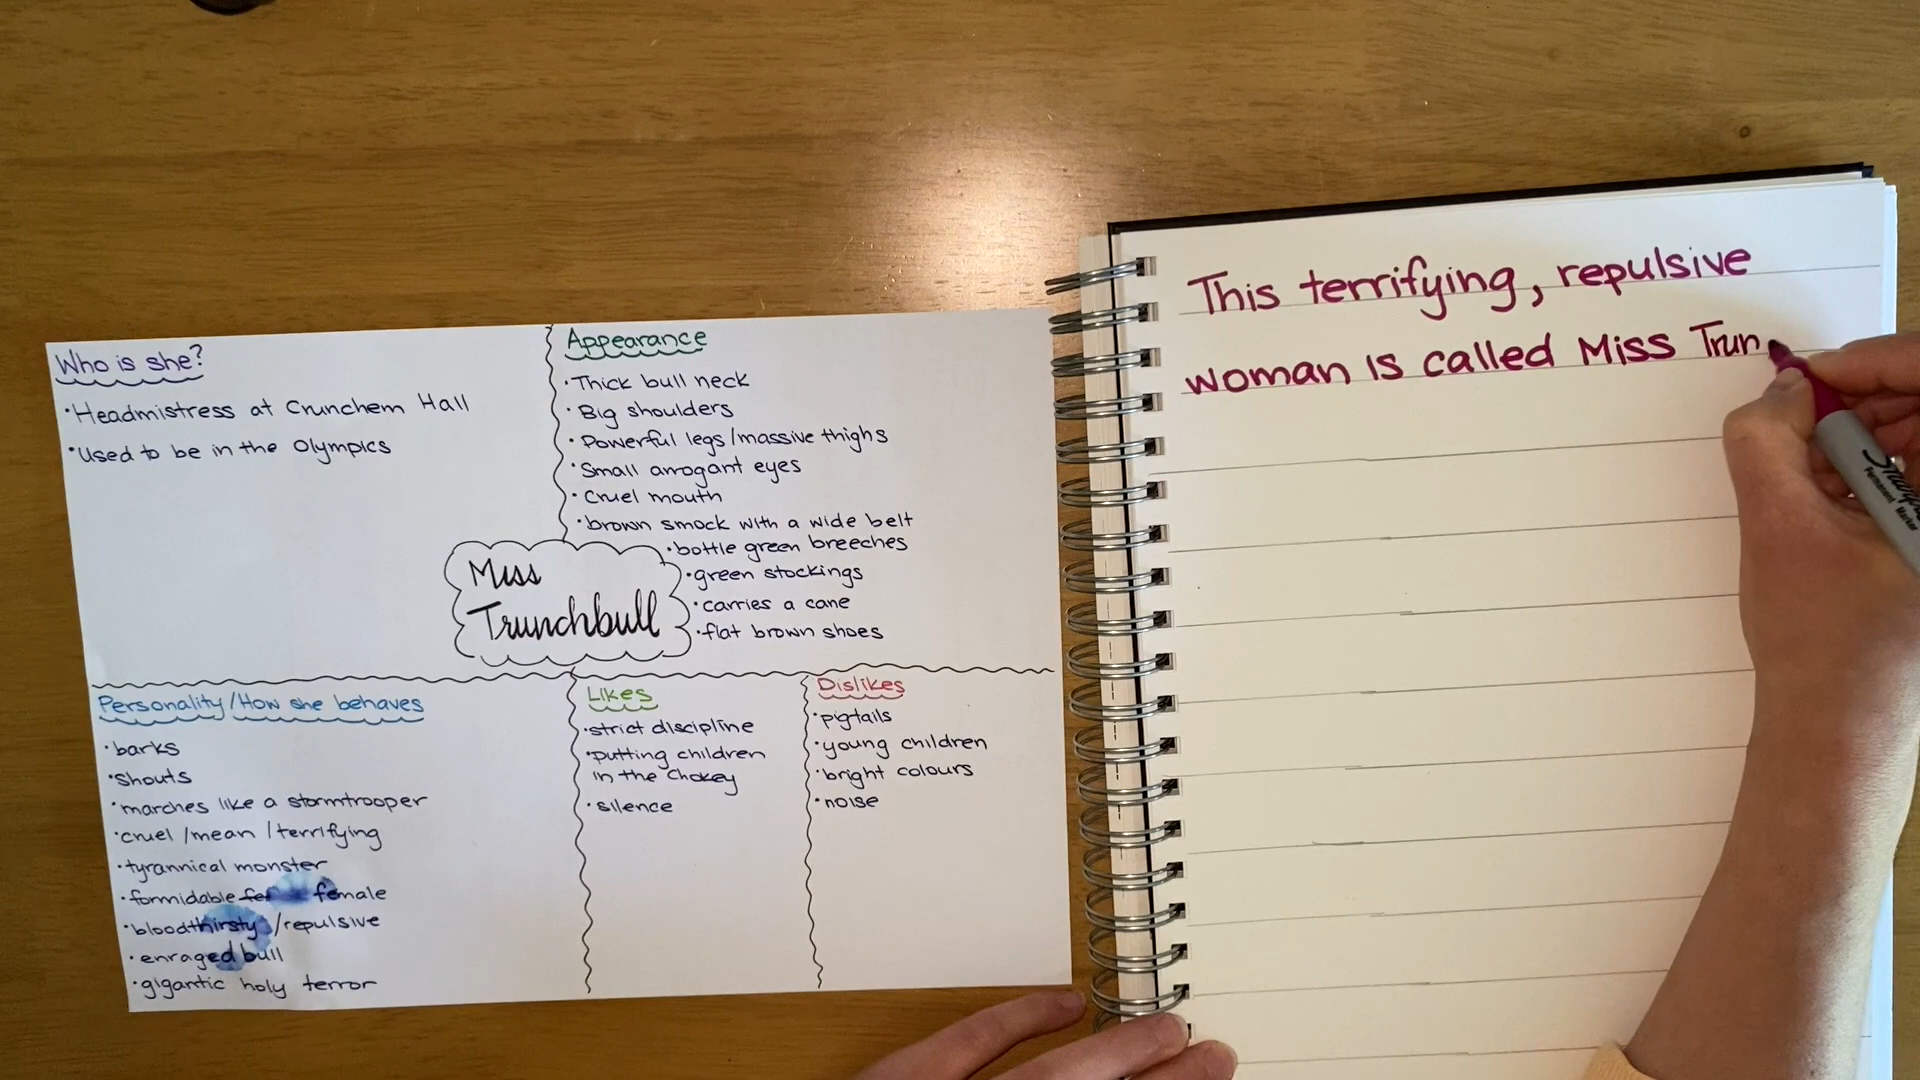 Who is she?
•Headmistress at Crunchem Hall
•Used to be in the Olympics
Appearance
•Thick bull neck
•Big shoulders
•Powerful legs/massive thighs
•Small arrogant eyes
•Cruel mouth
•brown smock with a wide belt
•bottle green breeches
•green stockings
•carries a cane
•flat brown shoes
Miss
Trunchbull
Personality/How she behaves
•barks
•shouts
•marches like a stormtrooper
•cruel/mean/terrifying
•tyrannical monster
•formidable female
•bloodthirsty/repulsive
•enraged bull
•gigantic holy terror
Likes
•strict discipline
•putting children
in the Chokey
•silence
Dislikes
•pigtails
•young children
•bright colours
•noise
This terrifying, repulsive
woman is called Miss Trun
Permanent Marker